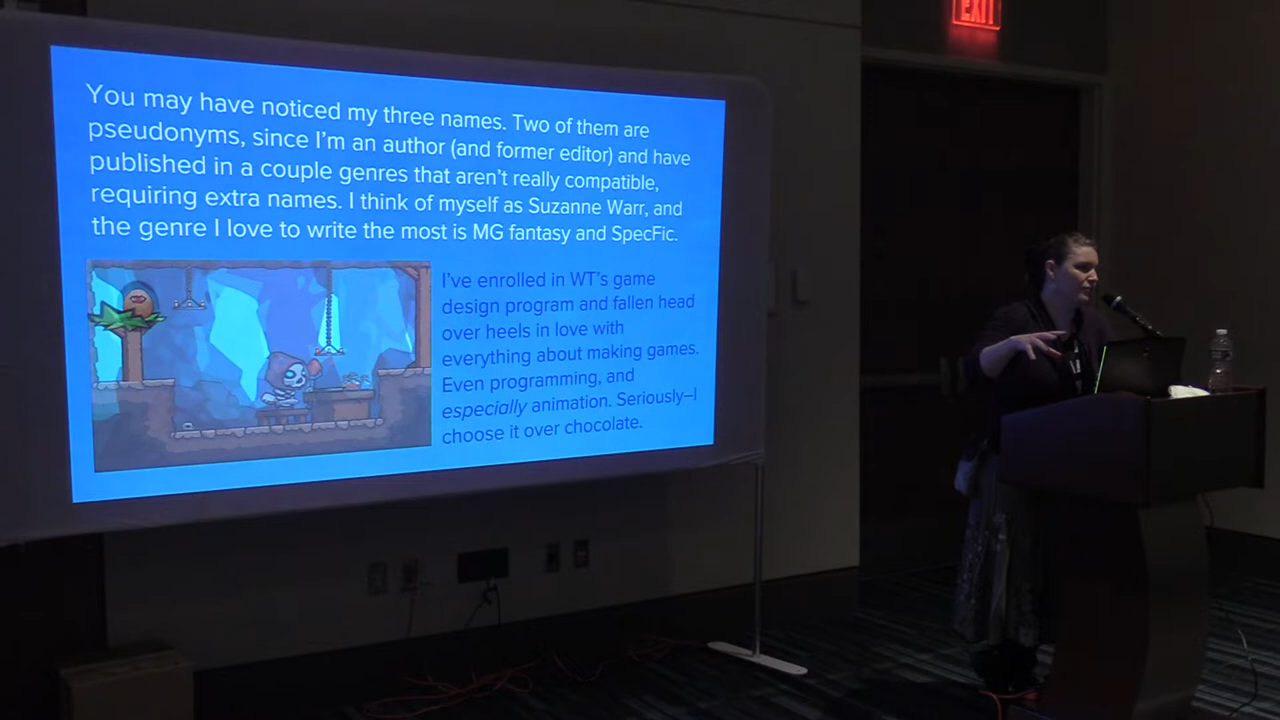 EXIT
You may have noticed my three names. Two of them are
pseudonyms, since I'm an author (and former editor) and have
published in a couple genres that aren't really compatible,
requiring extra names. I think of myself as Suzanne Warr, and
the genre I love to write the most is MG fantasy and SpecFic.
I've enrolled in WT's game
design program and fallen head
over heels in love with
everything about making games.
Even programming, and
especially animation. Seriously–I
choose it over chocolate.